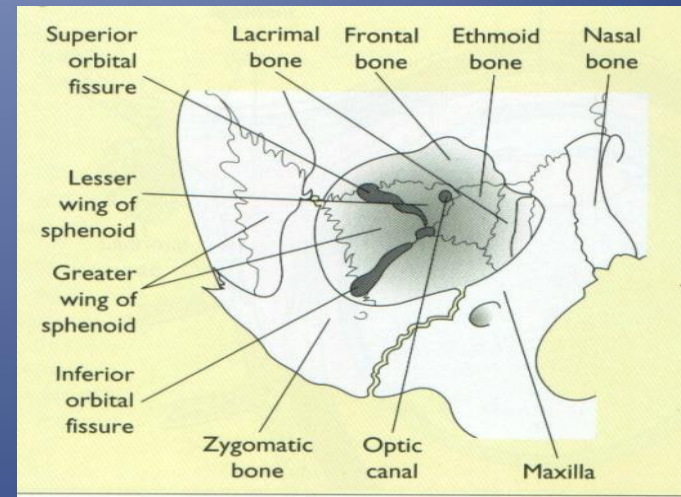 Superior
orbital
fissure
Lacrimal
bone
Frontal
bone
Ethmoid
bone
Nasal
bone
Lesser
wing of
sphenoid
Greater
wing of
sphenoid
Inferior
orbital
fissure
Zygomatic
bone
Optic
canal
Maxilla